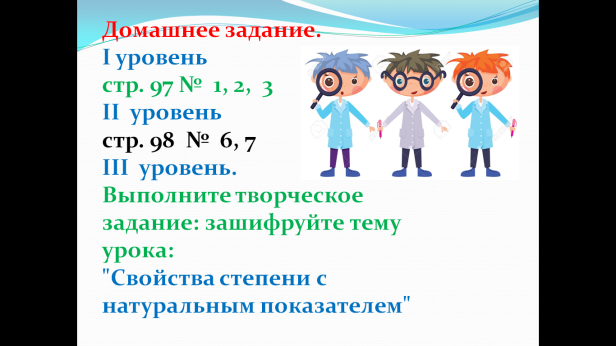 Домашнее задание.
I уровень
стр. 97 № 1, 2, 3
II уровень
стр. 98 № 6, 7
III уровень.
Выполните творческое
задание: зашифруйте тему
урока:
"Свойства степени с
натуральным показателем"